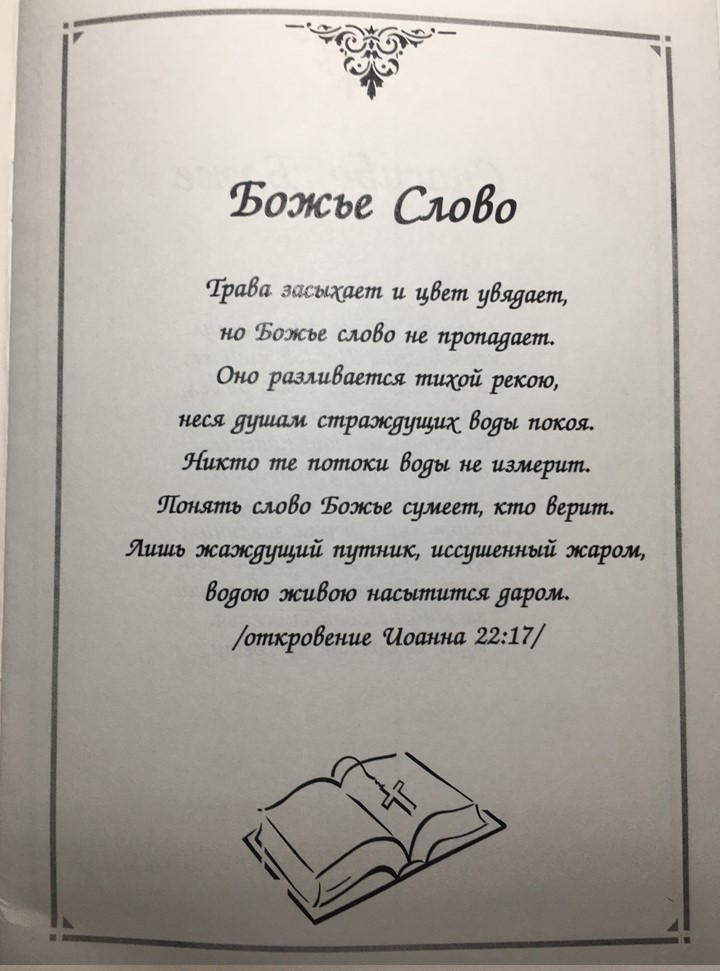 Божье Слово
Трава засыхает и цвет увядает,
но Божье слово не пропадает.
Оно разливается тихой рекою,
неся душам страждущих воды покоя.
Никто те потоки воды не измерит.
Понять слово Божье сумеет, кто верит.
Лишь жаждущий путник, иссушенный жаром,
водою живою насытится даром.
/откровение Иоанна 22:17/